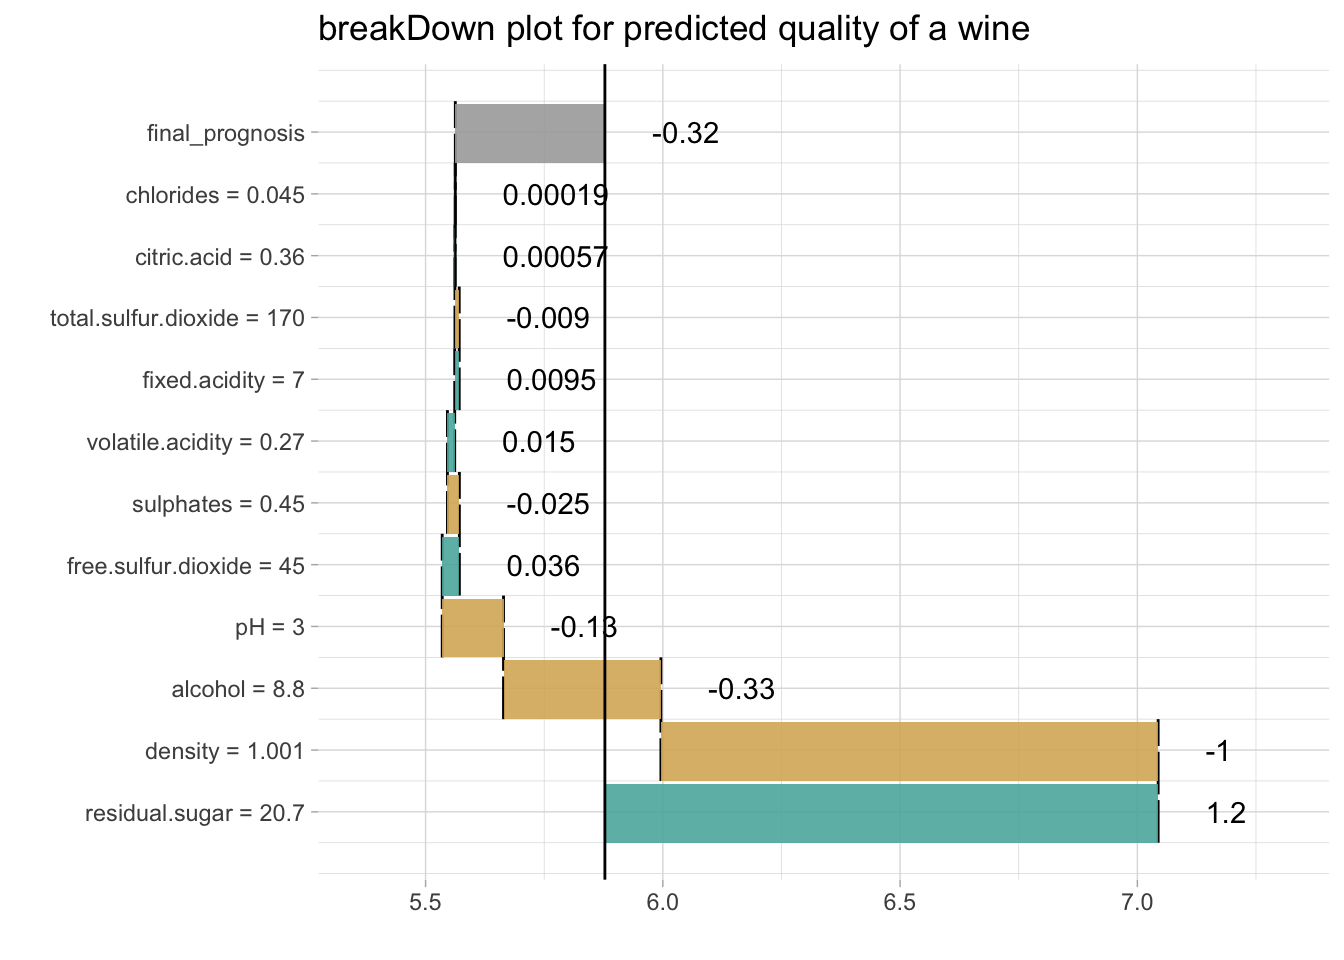 breakDown plot for predicted quality of a wine
final_prognosis -0.32
chlorides = 0.045 0.00019
citric.acid = 0.36 0.00057
total.sulfur.dioxide = 170 -0.009
fixed.acidity = 7 0.0095
volatile.acidity = 0.27 0.015
sulphates = 0.45 -0.025
free.sulfur.dioxide = 45 0.036
pH = 3 -0.13
alcohol = 8.8 -0.33
density = 1.001 -1
residual.sugar = 20.7 1.2
5.5 6.0 6.5 7.0